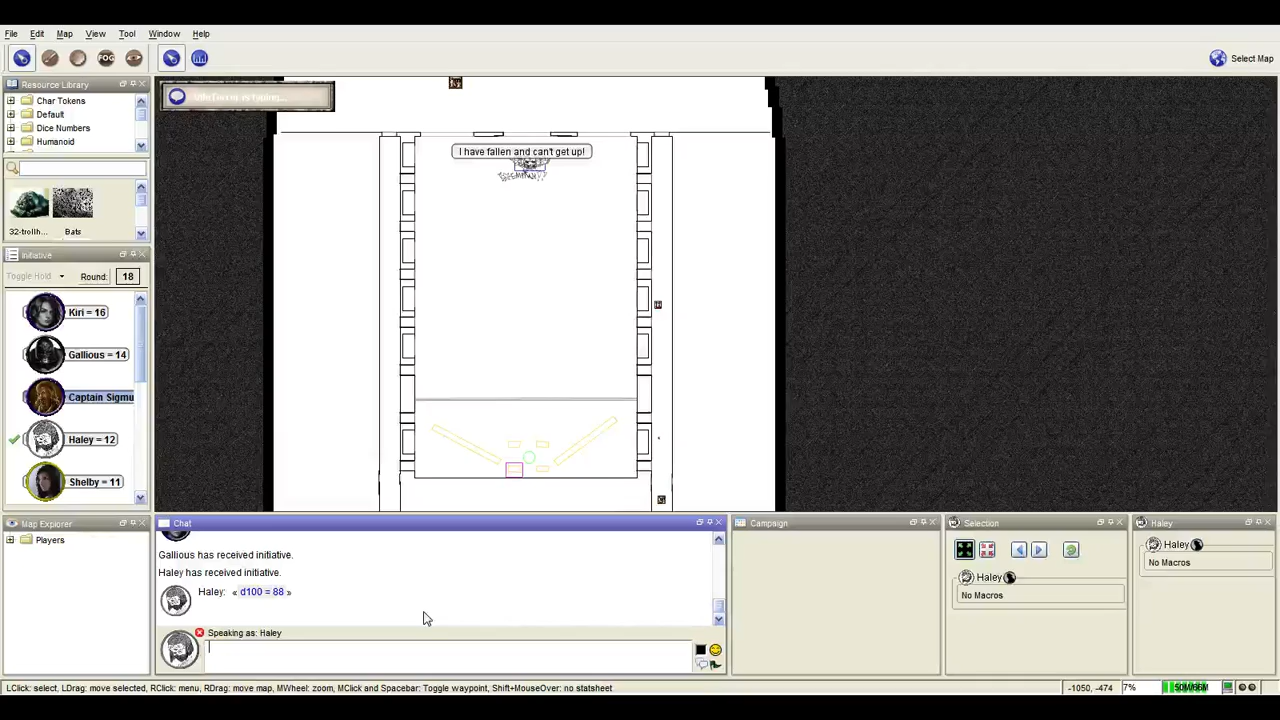 File Edit Map View Tool Window Help
FOG
Select Map
Resource Library
Char Tokens
Default
Dice Numbers
Humanoid
32-trollh...
Bats
Initiative
Toggle Hold
Round: 18
Kiri = 16
Gallious = 14
Captain Sigmu
Haley = 12
Shelby = 11
I have fallen and can't get up!
Map Explorer
Players
Chat
Gallious has received initiative.
Haley has received initiative.
Haley: « d100 = 88 »
Speaking as: Haley
Campaign
Selection
Haley
No Macros
Haley
Haley
No Macros
LClick: select, LDrag: move selected, RClick: menu, RDrag: move map, MWheel: zoom, MClick and Spacebar: Toggle waypoint, Shift+MouseOver: no statsheet
-1050, -474
7%
50M/66M